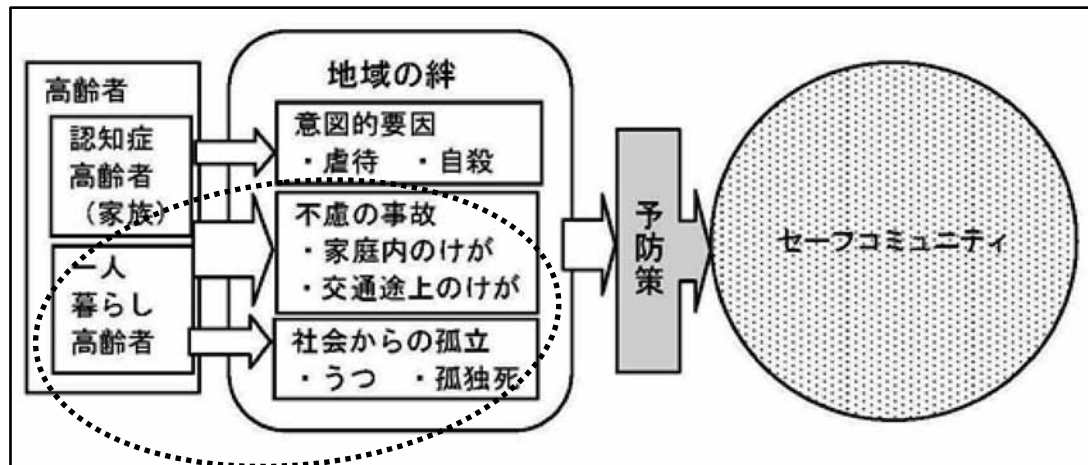 高齢者
認知症
高齢者
（家族）
一人
暮らし
高齢者
地域の絆
意図的要因
・虐待　・自殺
不慮の事故
・家庭内のけが
・交通途上のけが
社会からの孤立
・うつ　・孤独死
予防策
セーフコミュニティ